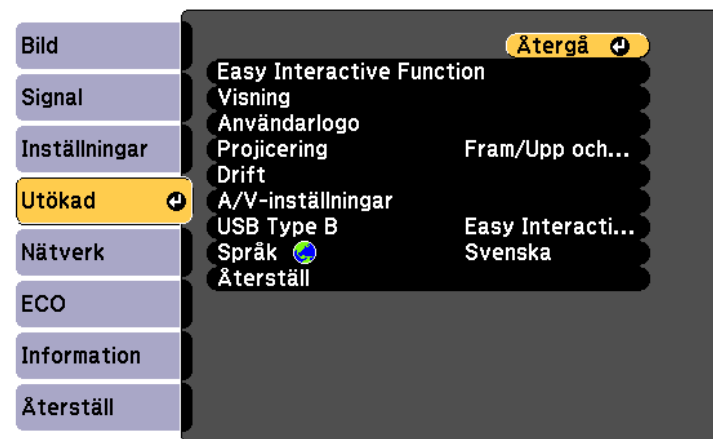 Bild
Signal
Inställningar
Utökad
Nätverk
ECO
Information
Återställ
Återgå
Easy Interactive Function
Visning
Användarlogo
Projicering Fram/Upp och...
Drift
A/V-inställningar
USB Type B Easy Interacti...
Språk Svenska
Återställ